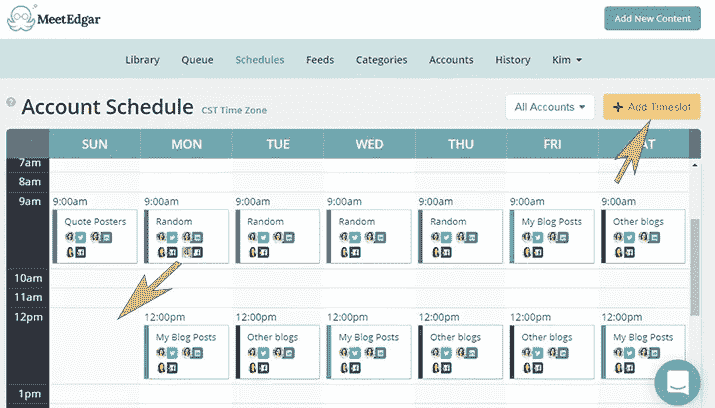 MeetEdgar
Add New Content
Library Queue Schedules Feeds Categories Accounts History Kim
Account Schedule CST Time Zone All Accounts + Add Timeslot
SUN MON TUE WED THU FRI AT
7am
8am
9am 9:00am 9:00am 9:00am 9:00am 9:00am 9:00am 9:00am
Quote Posters Random Random Random Random My Blog Posts Other blogs
10am
11am
12pm 12:00pm 12:00pm 12:00pm 12:00pm 12:00pm 12:00pm
My Blog Posts Other blogs My Blog Posts Other blogs Other blogs My Blog Posts
1pm